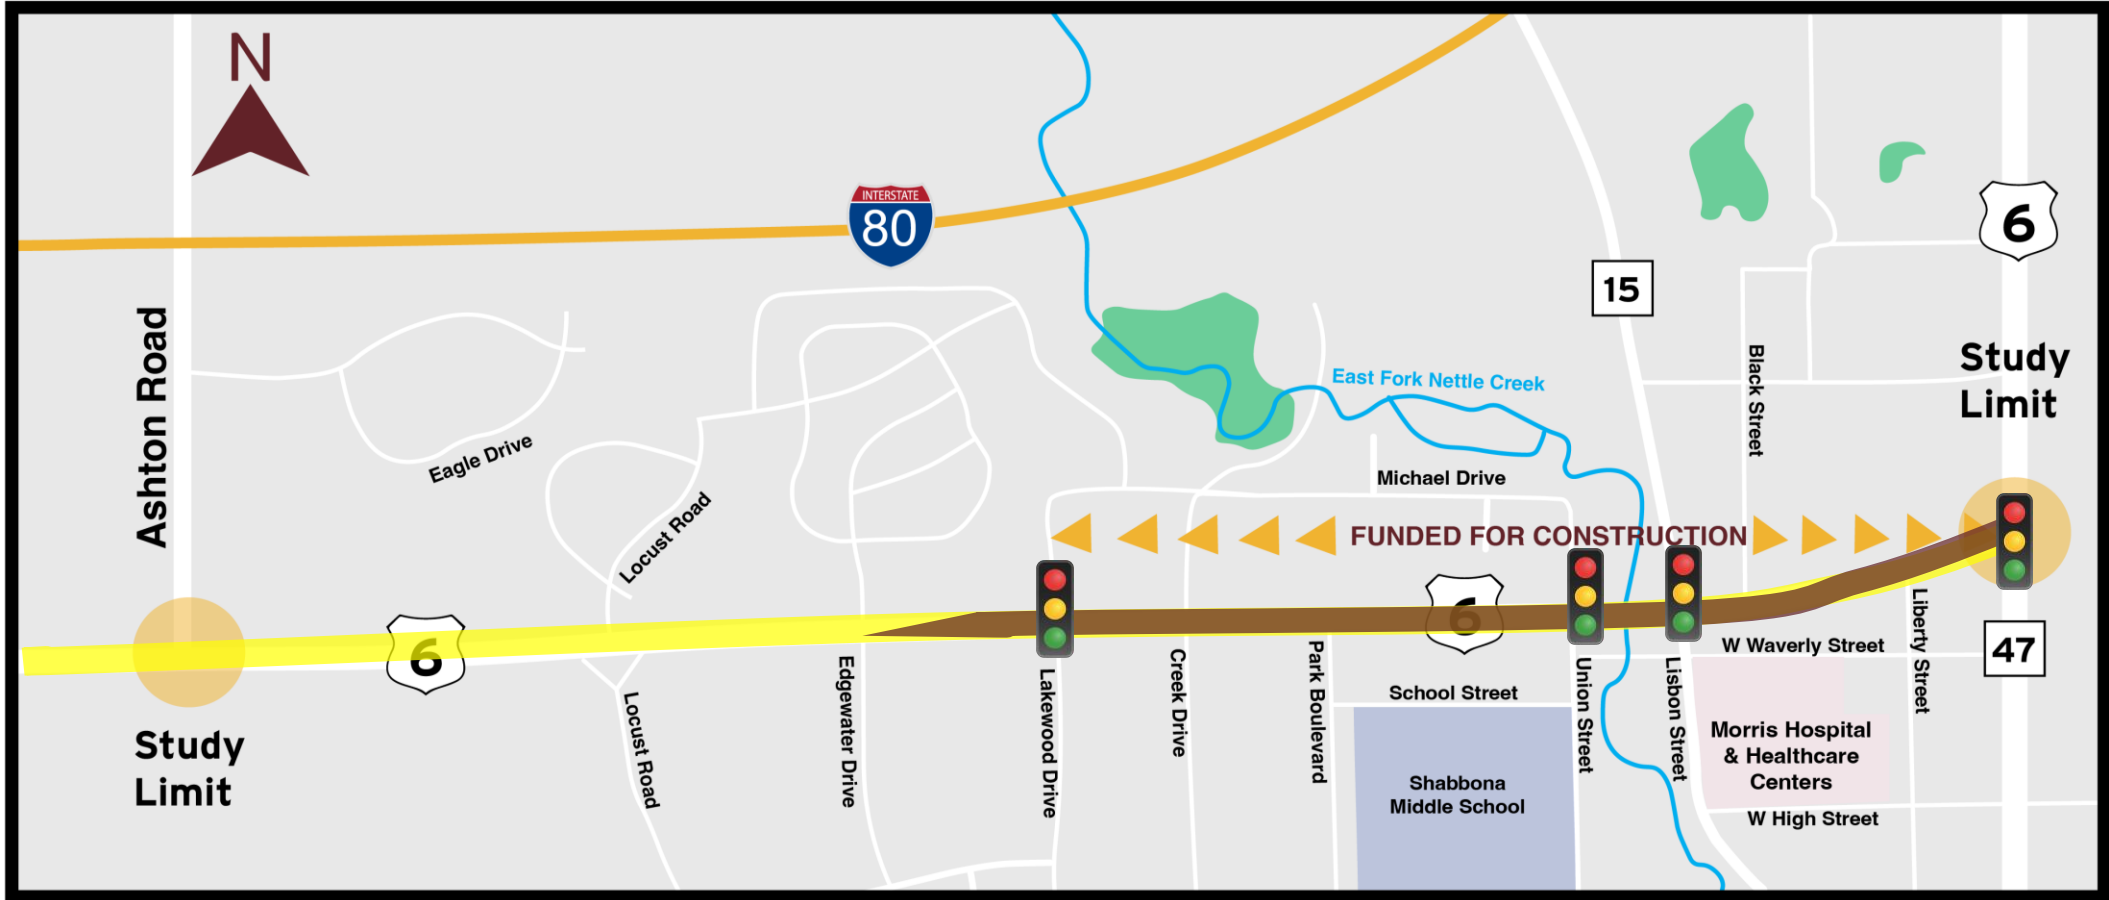 N
INTERSTATE
80
6
15
Ashton Road
Study
Limit
Black Street
East Fork Nettle Creek
Eagle Drive
Michael Drive
Locust Road
FUNDED FOR CONSTRUCTION
6
6
47
W Waverly Street
Liberty Street
School Street
Edgewater Drive
Lakewood Drive
Creek Drive
Park Boulevard
Union Street
Lisbon Street
Locust Road
Study
Limit
Morris Hospital
& Healthcare
Centers
Shabbona
Middle School
W High Street